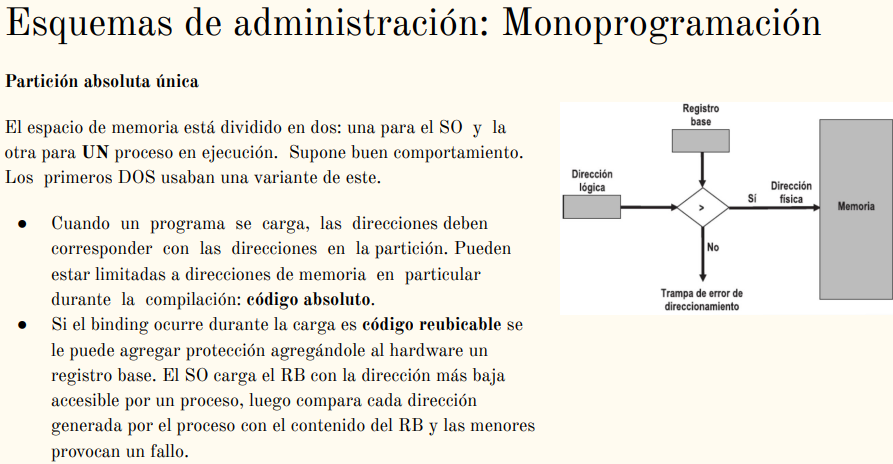 Esquemas de administración: Monoprogramación
Partición absoluta única
El espacio de memoria está dividido en dos: una para el SO y la
otra para UN proceso en ejecución. Supone buen comportamiento.
Los primeros DOS usaban una variante de este.
● Cuando un programa se carga, las direcciones deben
corresponder con las direcciones en la partición. Pueden
estar limitadas a direcciones de memoria en particular
durante la compilación: código absoluto.
● Si el binding ocurre durante la carga es código reubicable se
le puede agregar protección agregándole al hardware un
registro base. El SO carga el RB con la dirección más baja
accesible por un proceso, luego compara cada dirección
generada por el proceso con el contenido del RB y las menores
provocan un fallo.
Registro
base
Dirección
lógica
>
Sí
Dirección
física
Memoria
No
Trampa de error de
direccionamiento